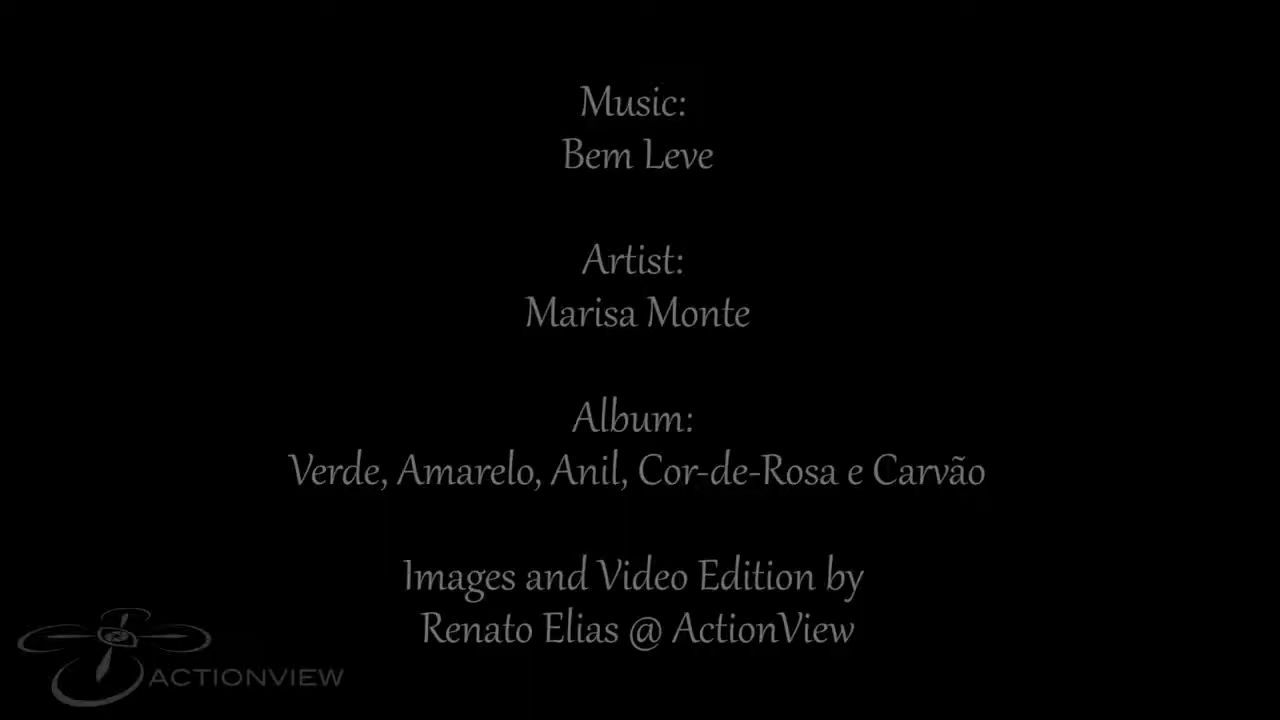 Music:
Bem Leve
Artist:
Marisa Monte
Album:
Verde, Amarelo, Anil, Cor-de-Rosa e Carvão
Images and Video Edition by
Renato Elias @ ActionView
ACTIONVIEW